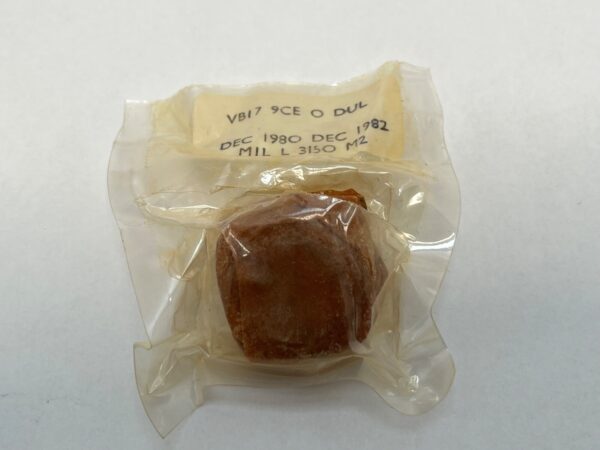 VB17 9CE O DUL
DEC 1980 DEC 1982
MIL L 3150 M2